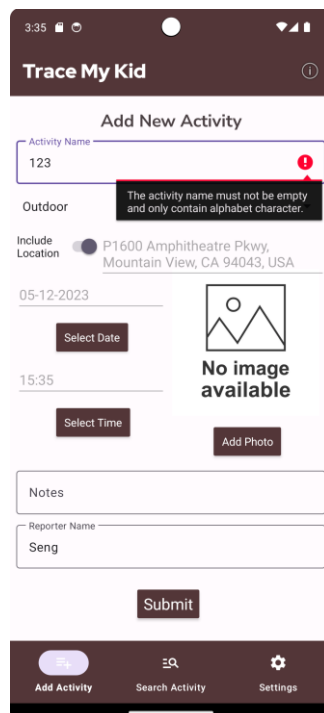 3:35
Trace My Kid
Add New Activity
Activity Name
123
The activity name must not be empty
and only contain alphabet character.
Outdoor
Include
Location
P1600 Amphitheatre
Pkwy,
Mountain View, CA 94043, USA
05-12-2023
Select Date
No image
available
15:35
Select Time
Add Photo
Notes
Reporter Name
Seng
Submit
Add Activity
Search Activity
Settings